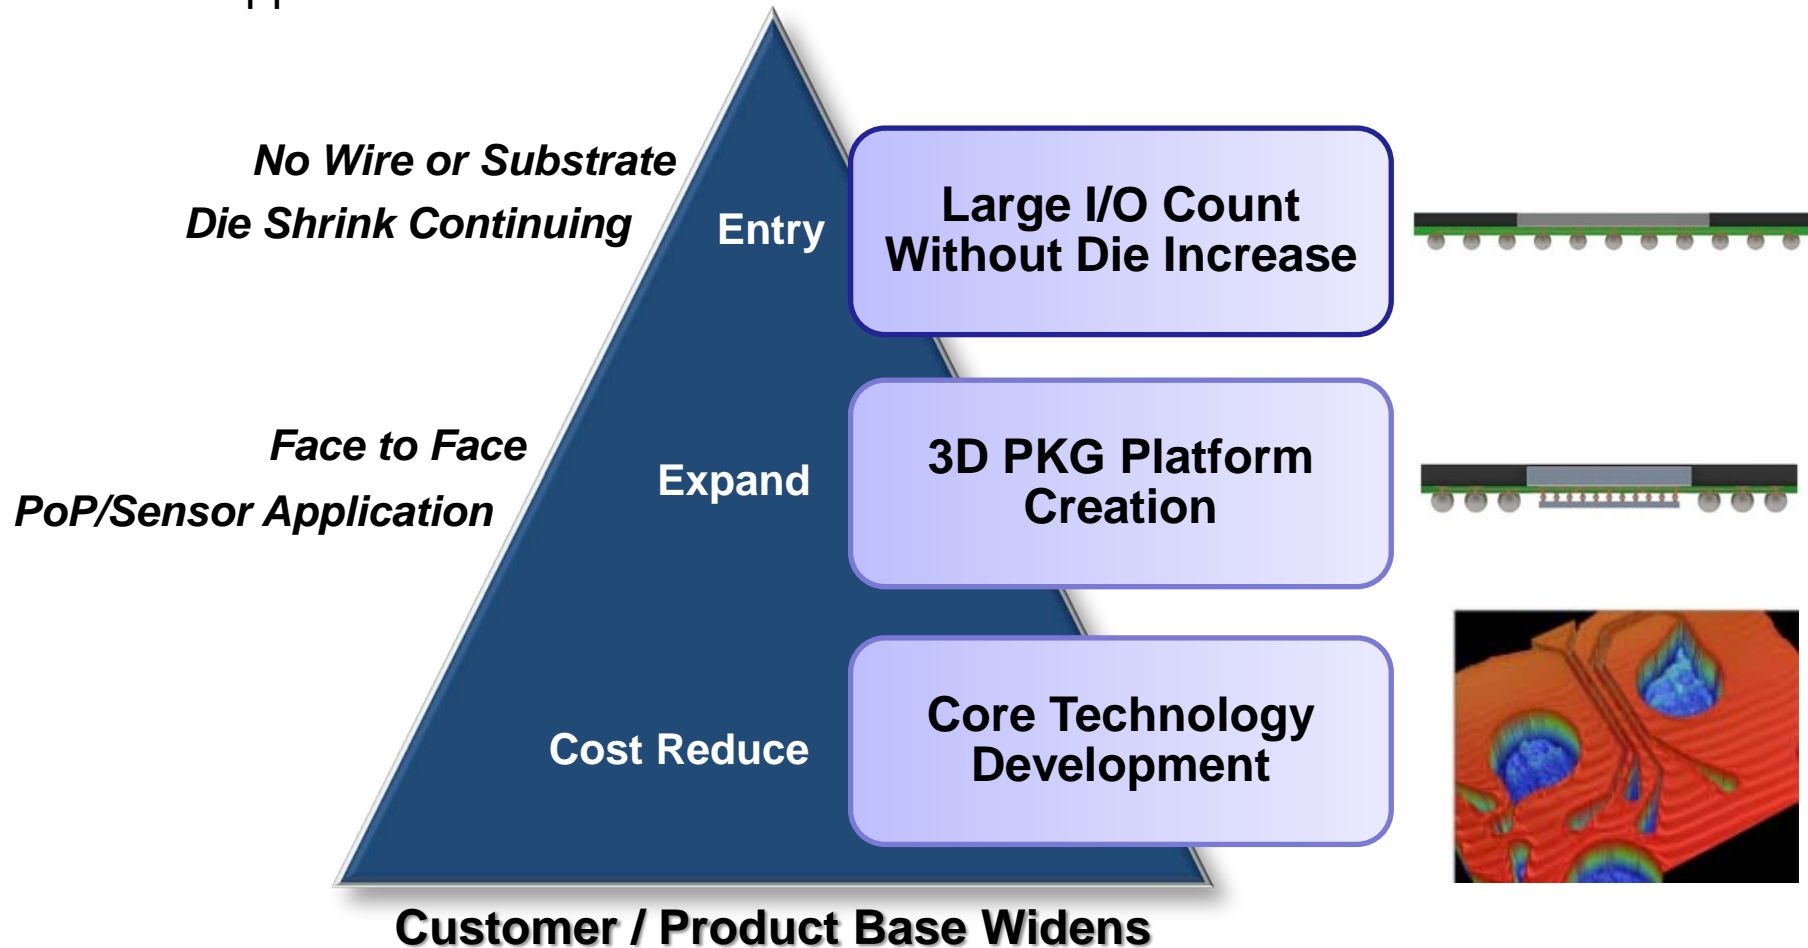 No Wire or Substrate
Die Shrink Continuing
Entry
Large I/O Count
Without Die Increase
Face to Face
PoP/Sensor Application
Expand
3D PKG Platform
Creation
Cost Reduce
Core Technology
Development
Customer / Product Base Widens